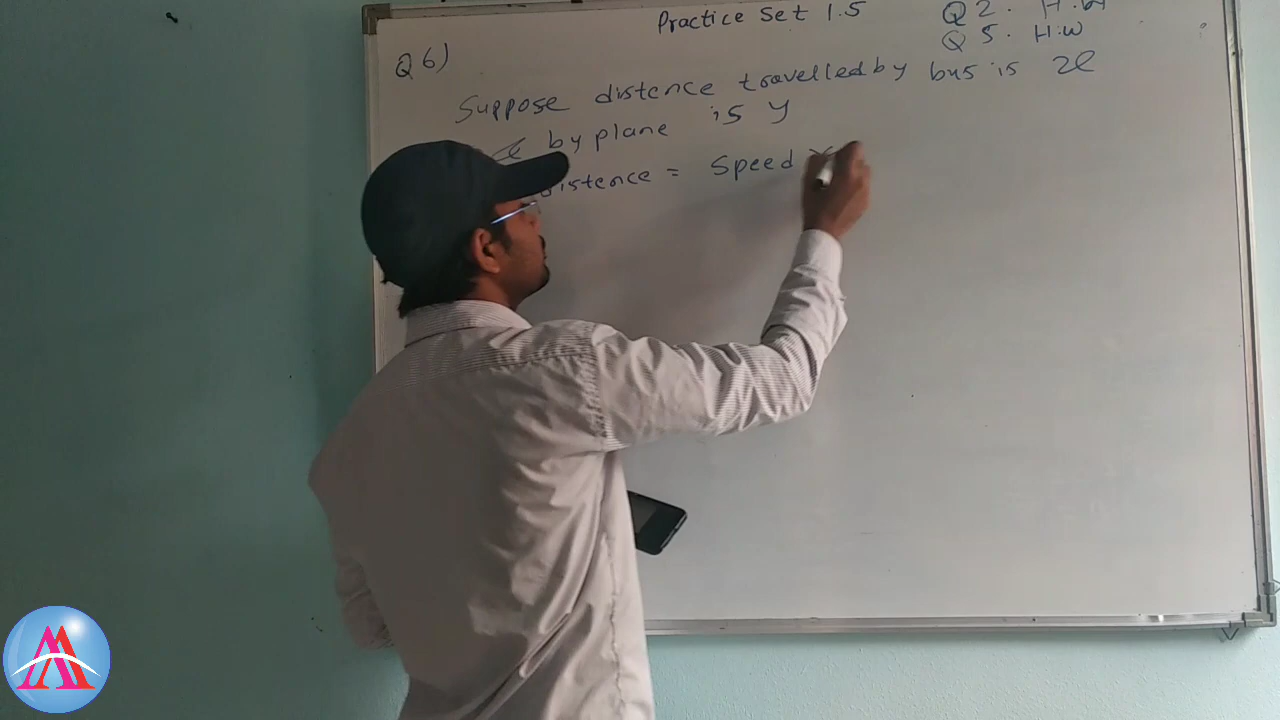 Practice Set 1.5
Q 2. H.W
Q 5. H.W
Q 6)
Suppose distence travelled by bus is x
& by plane is y
Distence = Speed ×